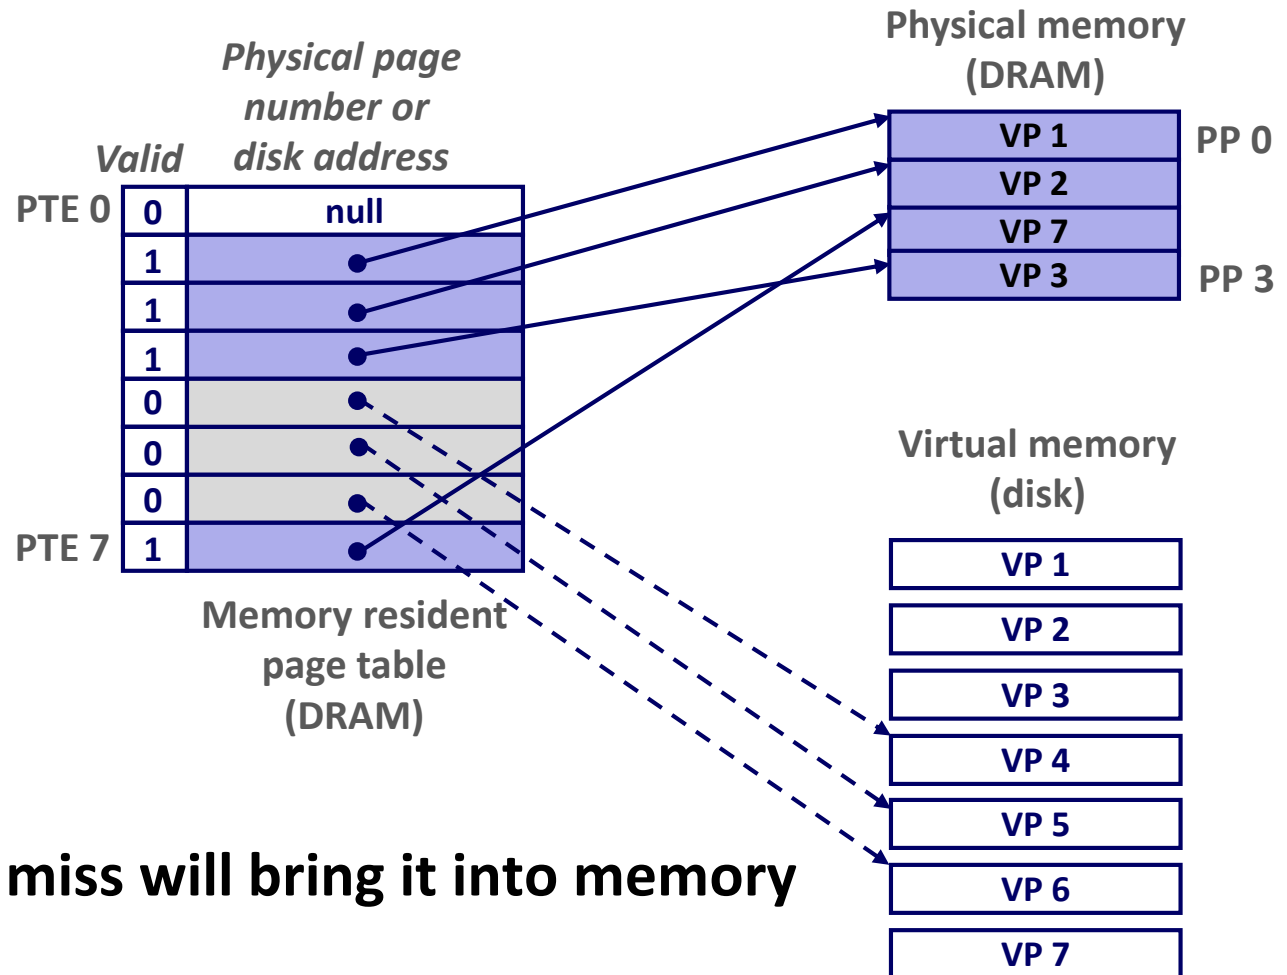 Physical page
number or
disk address
Valid
PTE 0
0
null
1
1
1
0
0
0
PTE 7
1
Memory resident
page table
(DRAM)
Physical memory
(DRAM)
VP 1
PP 0
VP 2
VP 7
VP 3
PP 3
Virtual memory
(disk)
VP 1
VP 2
VP 3
VP 4
VP 5
VP 6
VP 7
miss will bring it into memory